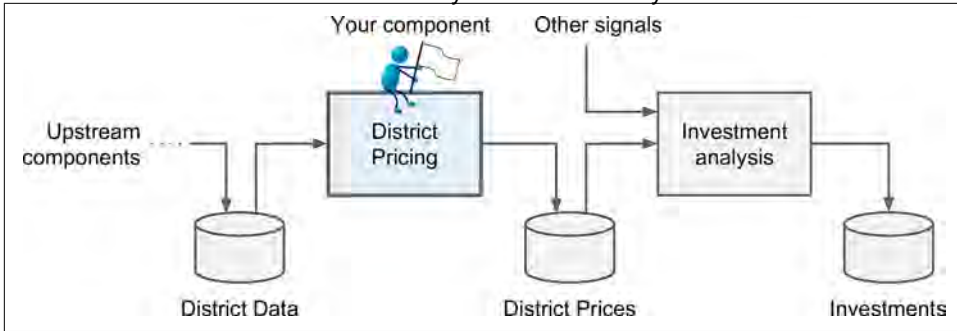 Your component
Other signals
Upstream
components
District
Pricing
Investment
analysis
District Data
District Prices
Investments